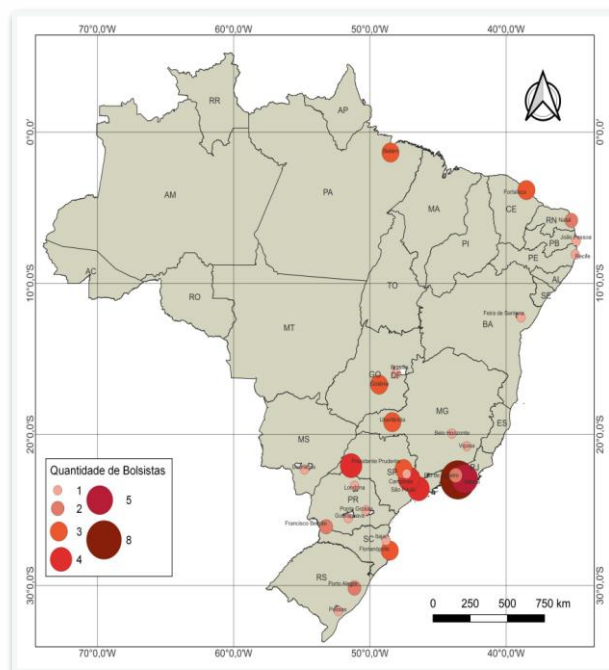 70°0.0'W 60°0.0'W 50°0.0'W 40°0.0'W
0°0.0'
0°0.0'
10°0.0'S
10°0.0'S
20°0.0'S
20°0.0'S
30°0.0'S
30°0.0'S
RR
AP
Belém
AM
PA
Fortaleza
MA
CE
RN
Natal
PI
PB
João Pessoa
PE
Recife
AC
AL
TO
SE
RO
BA
Feira de Santana
MT
Brasília
GO
DF
Goiânia
Uberlândia
MG
ES
Belo Horizonte
MS
Viçosa
Presidente Prudente
RJ
SP
Campinas
São Paulo
Londrina
PR
Ponta Grossa
Guarapuava
Francisco Beltrão
SC
Itajaí
Florianópolis
RS
Porto Alegre
Pelotas
Quantidade de Bolsistas
1
2
3
4
5
8
0 250 500 750 km
70°0.0'W 60°0.0'W 50°0.0'W 40°0.0'W